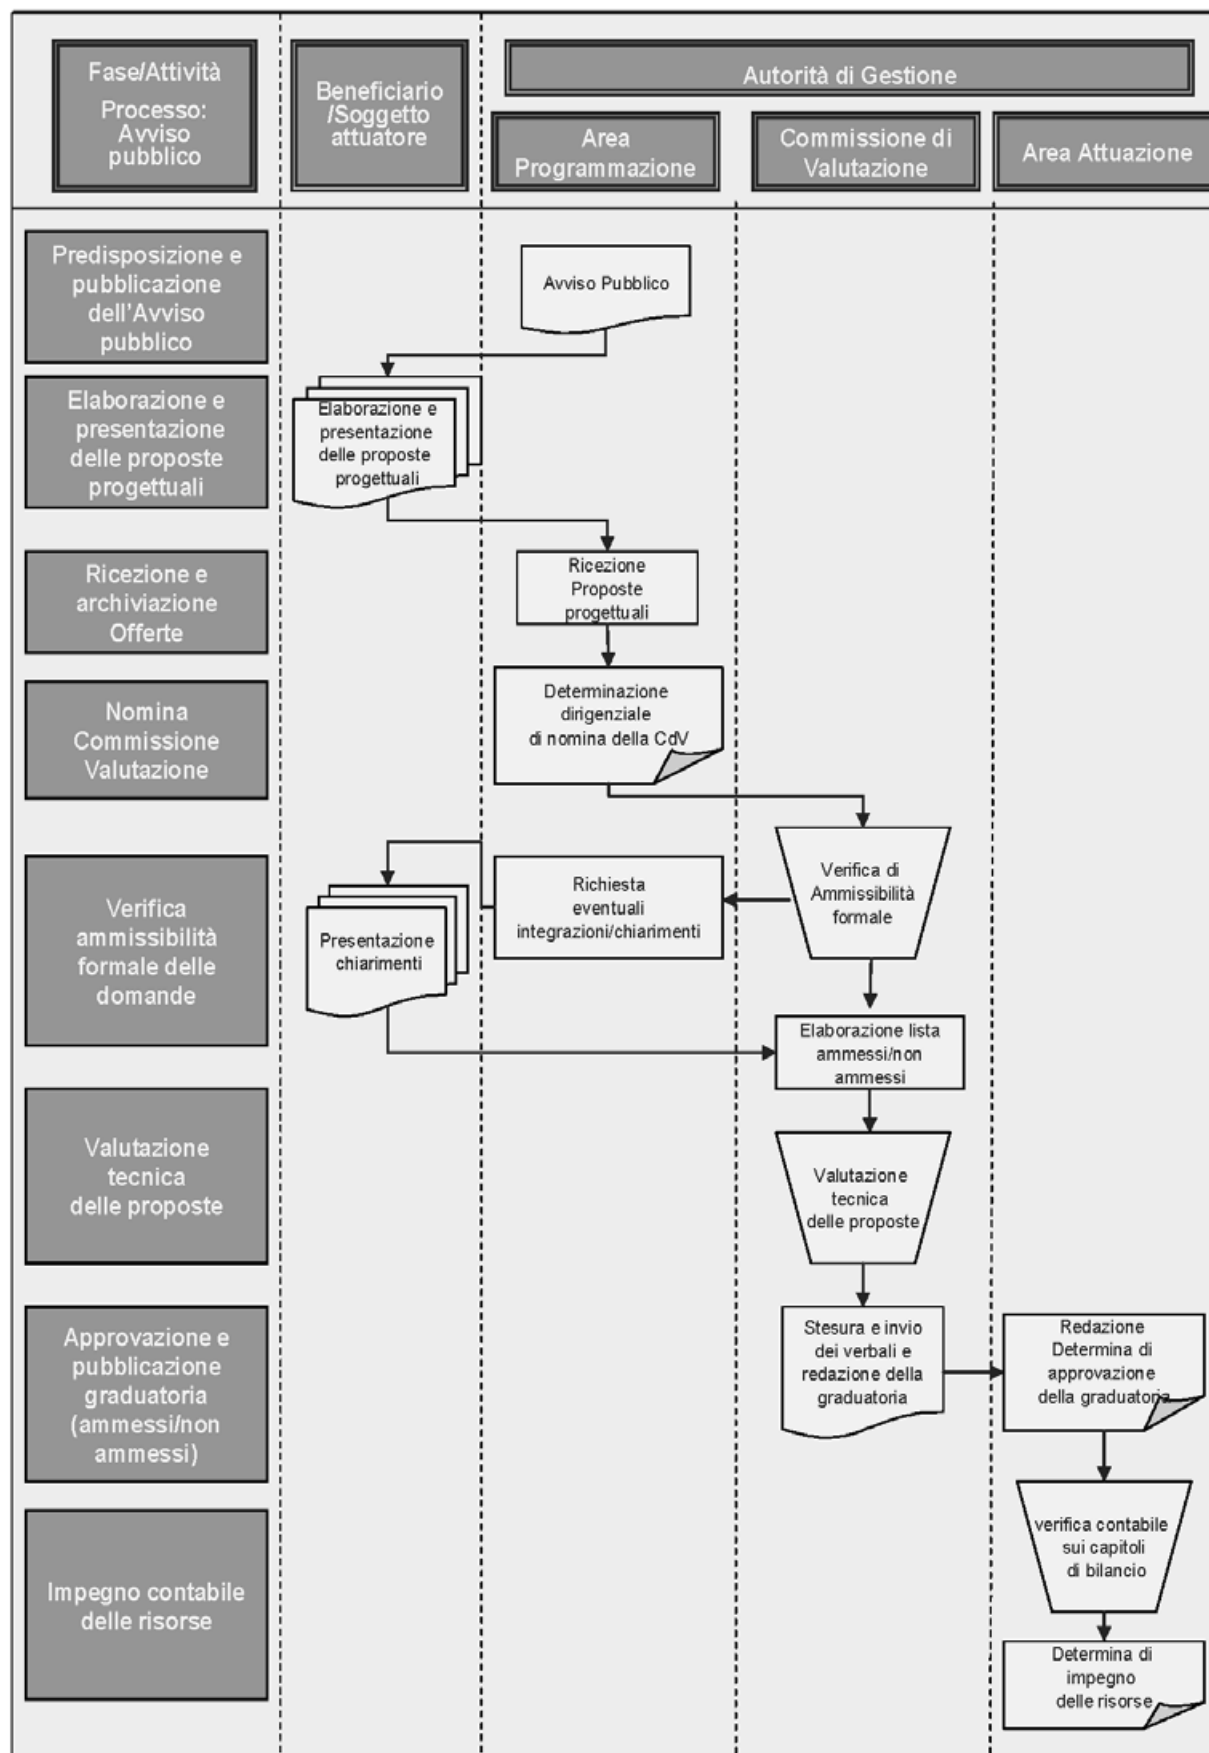 Fase/Attività
Processo:
Avviso
pubblico
Beneficiario
/Soggetto
attuatore
Autorità di Gestione
Area
Programmazione
Commissione di
Valutazione
Area Attuazione
Predisposizione e
pubblicazione
dell'Avviso
pubblico
Avviso Pubblico
Elaborazione e
presentazione
delle proposte
progettuali
Elaborazione e
presentazione
delle proposte
progettuali
Ricezione e
archiviazione
Offerte
Ricezione
Proposte
progettuali
Nomina
Commissione
Valutazione
Determinazione
dirigenziale
di nomina della CdV
Verifica
ammissibilità
formale delle
domande
Presentazione
chiarimenti
Richiesta
eventuali
integrazioni/chiarimenti
Verifica di
Ammissibilità
formale
Elaborazione lista
ammessi/non
ammessi
Valutazione
tecnica
delle proposte
Valutazione
tecnica
delle proposte
Approvazione e
pubblicazione
graduatoria
(ammessi/non
ammessi)
Stesura e invio
dei verbali e
redazione della
graduatoria
Redazione
Determina di
approvazione
della graduatoria
Impegno contabile
delle risorse
verifica contabile
sui capitoli
di bilancio
Determina di
impegno
delle risorse